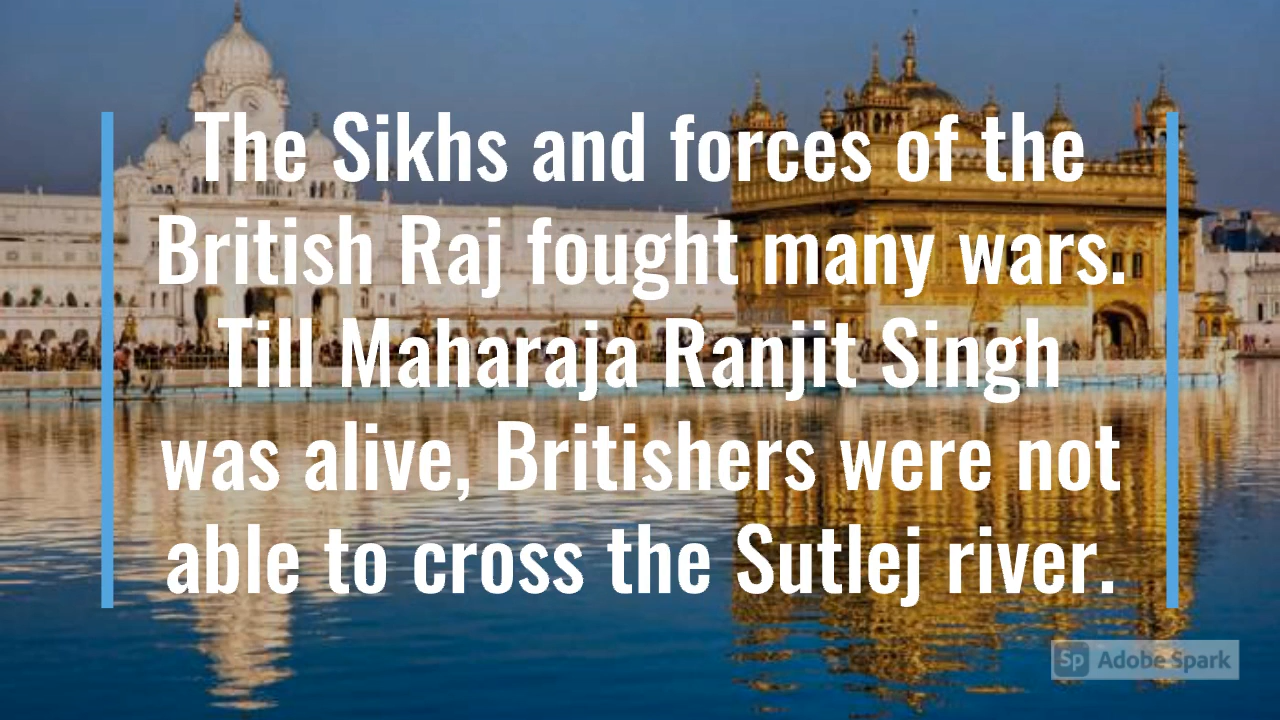 The Sikhs and forces of the
British Raj fought many wars.
Till Maharaja Ranjit Singh
was alive, Britishers were not
able to cross the Sutlej river.
Sp Adobe Spark